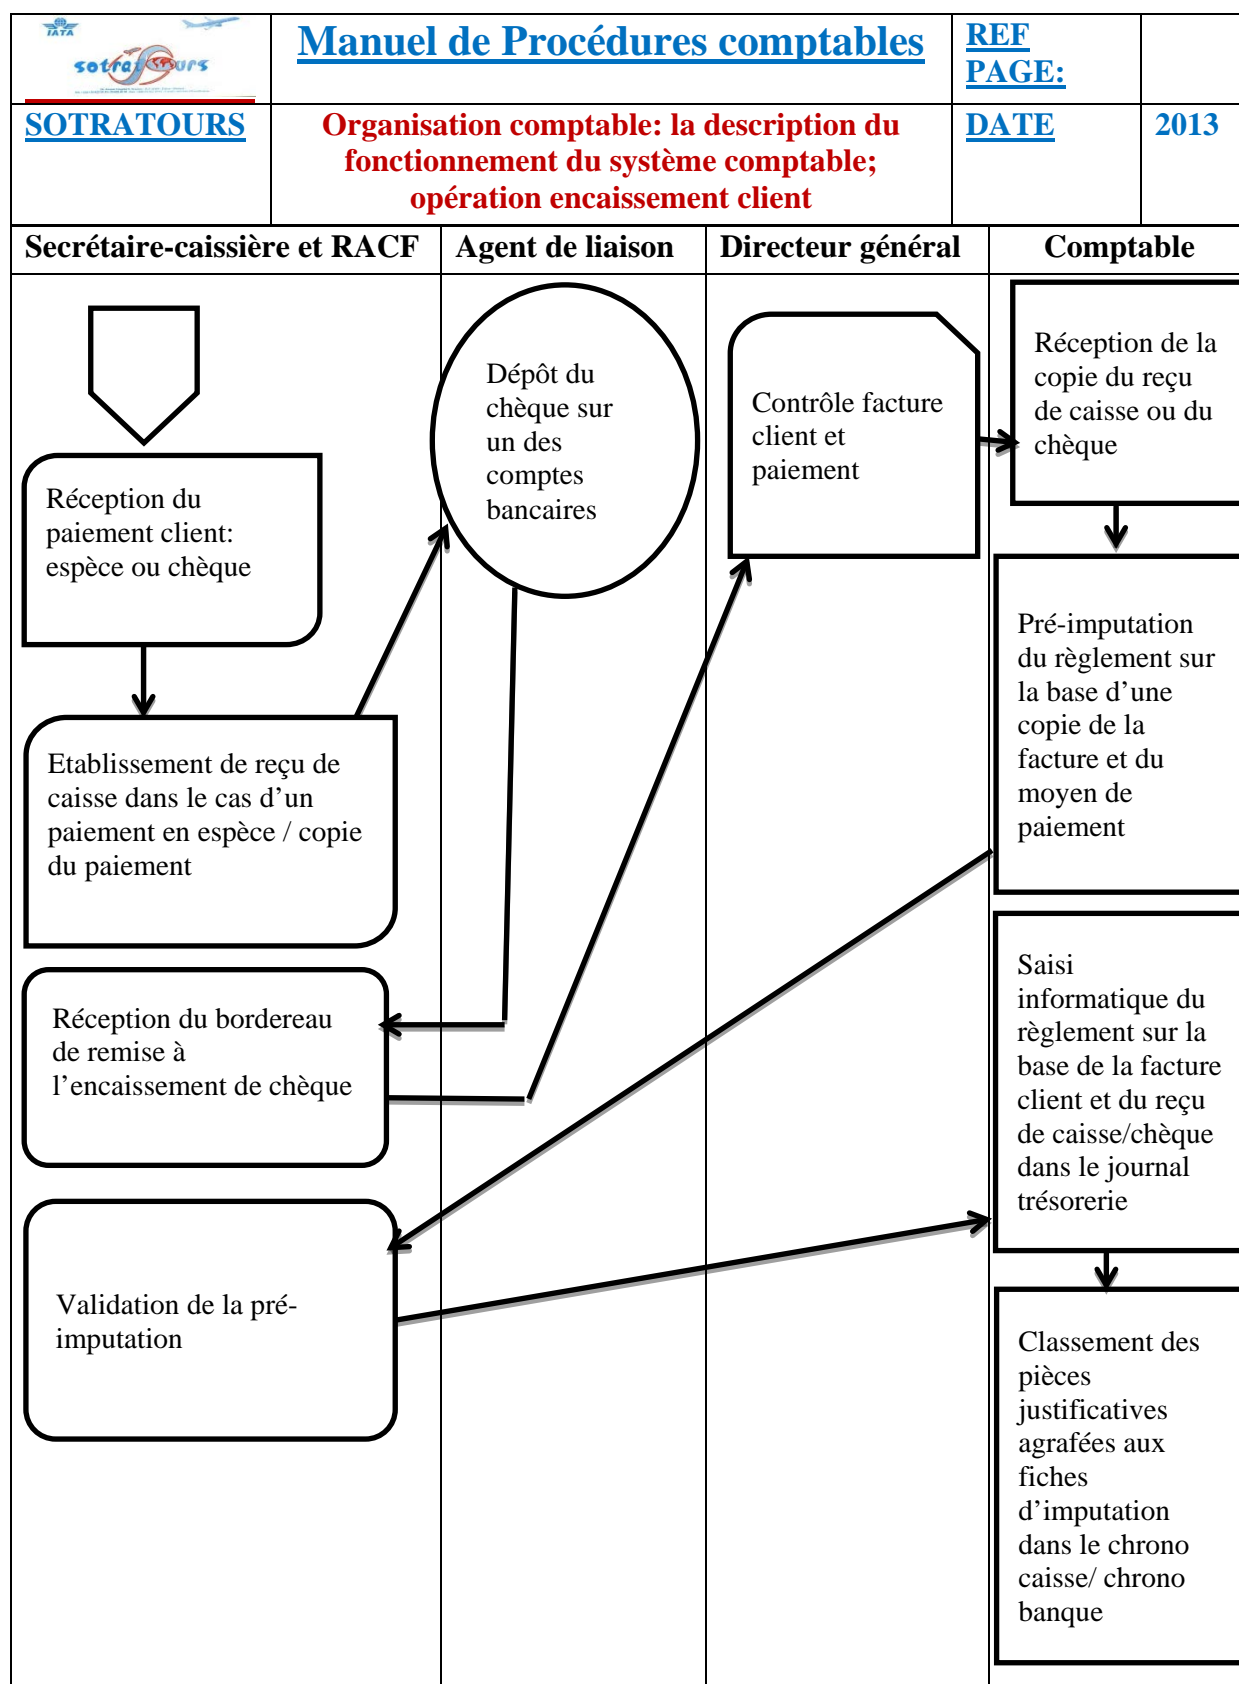 IATA
sotratours
Manuel de Procédures comptables
REF
PAGE:
SOTRATOURS
Organisation comptable: la description du
fonctionnement du système comptable;
opération encaissement client
DATE
2013
Secrétaire-caissière et RACF
Agent de liaison
Directeur général
Comptable
Réception du
paiement client:
espèce ou chèque
Etablissement de reçu de
caisse dans le cas d’un
paiement en espèce / copie
du paiement
Réception du bordereau
de remise à
l’encaissement de chèque
Validation de la pré-
imputation
Dépôt du
chèque sur
un des
comptes
bancaires
Contrôle facture
client et
paiement
Réception de la
copie du reçu
de caisse ou du
chèque
Pré-imputation
du règlement sur
la base d’une
copie de la
facture et du
moyen de
paiement
Saisi
informatique du
règlement sur la
base de la facture
client et du reçu
de caisse/chèque
dans le journal
trésorerie
Classement des
pièces
justificatives
agrafées aux
fiches
d’imputation
dans le chrono
caisse/ chrono
banque